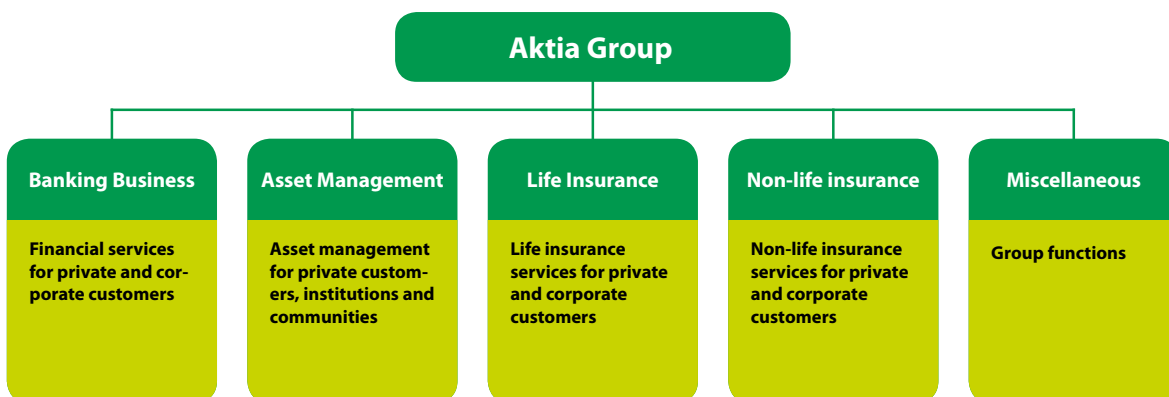 Aktia Group
Banking Business
Asset Management
Life Insurance
Non-life insurance
Miscellaneous
Financial services
for private and cor-
porate customers
Asset management
for private custom-
ers, institutions and
communities
Life insurance
services for private
and corporate
customers
Non-life insurance
services for private
and corporate
customers
Group functions